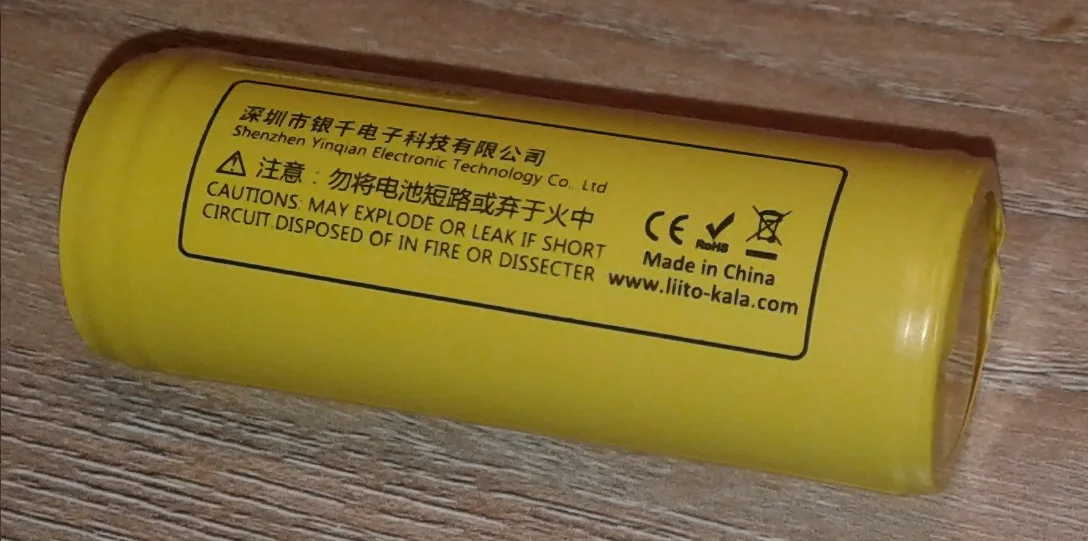 深圳市银千电子科技有限公司
Shenzhen Yinqian Electronic Technology Co., Ltd
注意：勿将电池短路或弃于火中
CAUTIONS: MAY EXPLODE OR LEAK IF SHORT
CIRCUIT.DISPOSED OF IN FIRE OR DISSECTER
CE
RoHS
Made in China
www.liito-kala.com